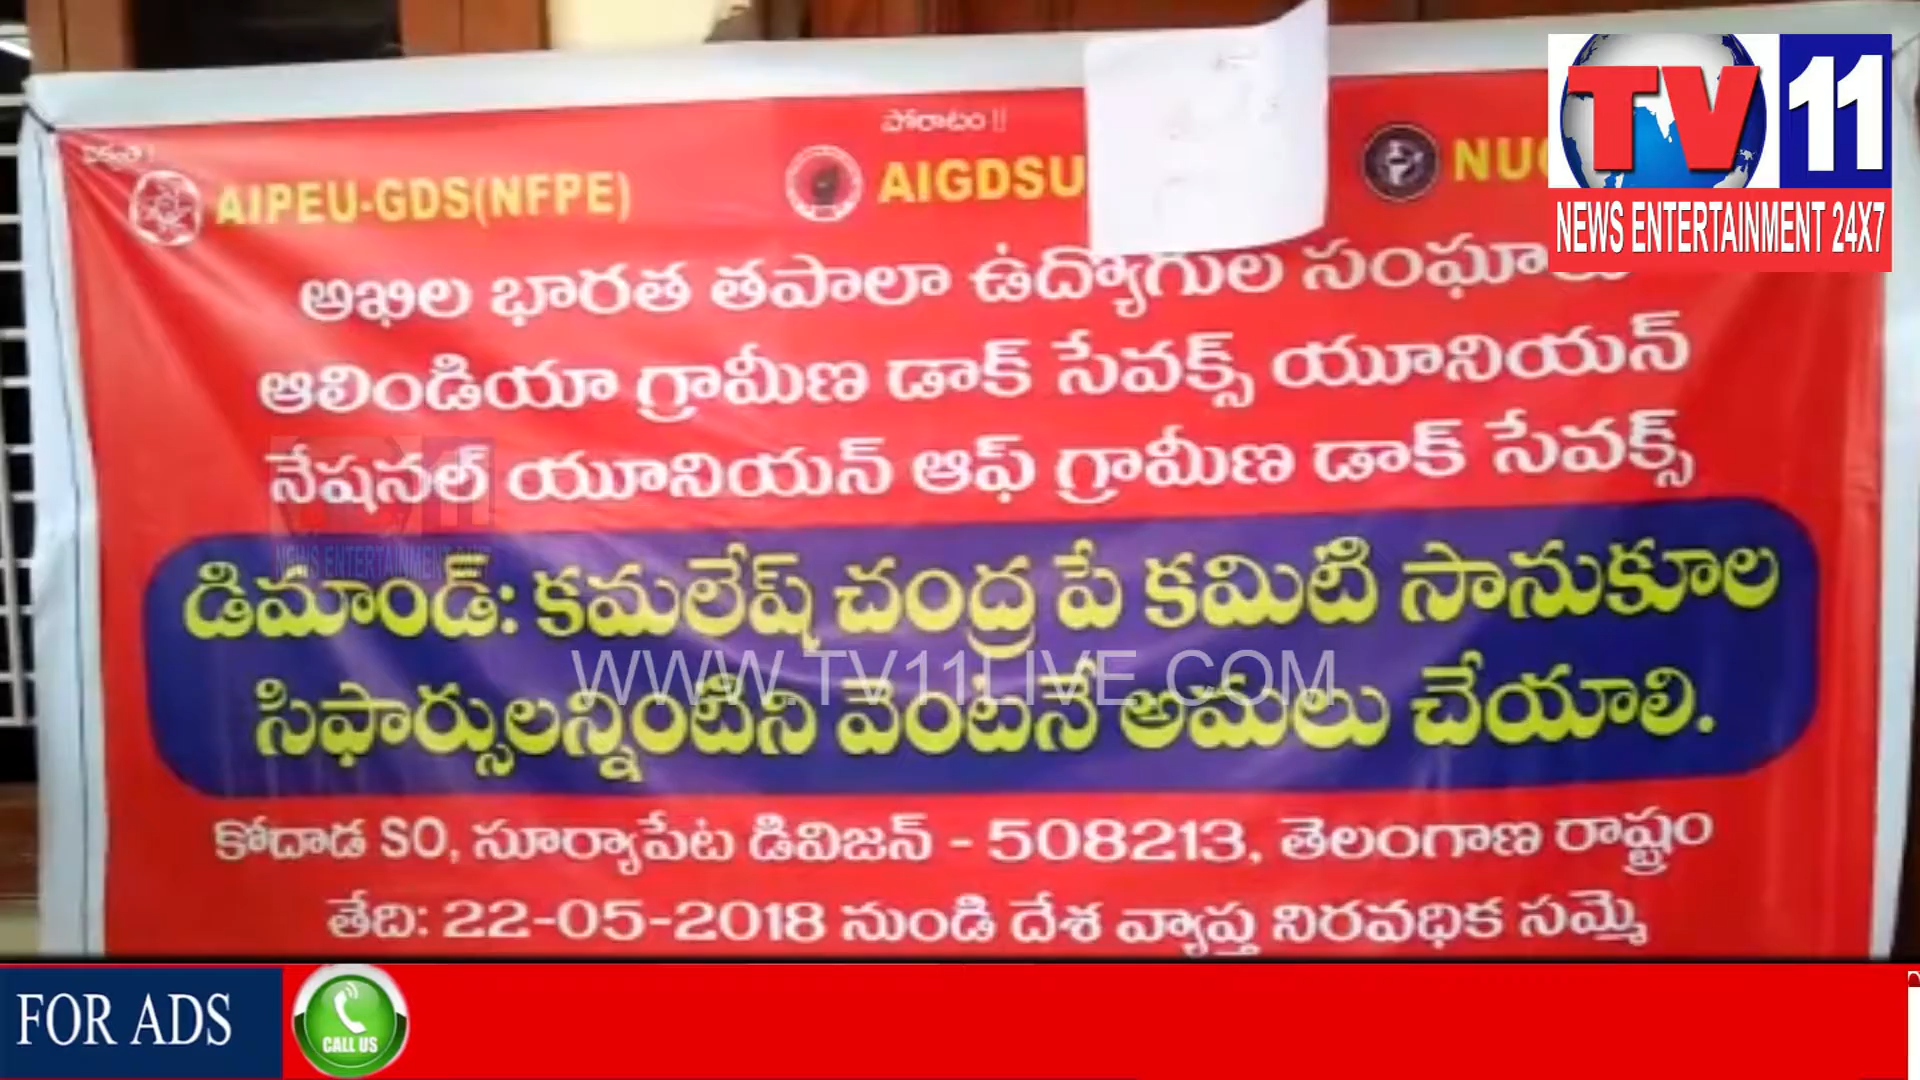 పోరాటం !!
AIPEU-GDS(NFPE)
AIGDSU
TV 11
NEWS ENTERTAINMENT 24X7
అఖిల భారత తపాలా ఉద్యోగుల
ఆలిండియా గ్రామీణ డాక్ సేవక్స్ యూనియన్
నేషనల్ యూనియన్ ఆఫ్ గ్రామీణ డాక్ సేవక్స్
డిమాండ్: కమలేష్ చంద్ర పే కమిటి సానుకూల
WWW.TV11LIVE.COM
సిఫార్సులన్నింటిని వెంటనే అమలు చేయాలి.
కోదాడ SO, సూర్యాపేట డివిజన్ - 508213, తెలంగాణ రాష్ట్రం
తేది: 22-05-2018 నుండి దేశ వ్యాప్త నిరవధిక సమ్మె
FOR ADS
CALL US